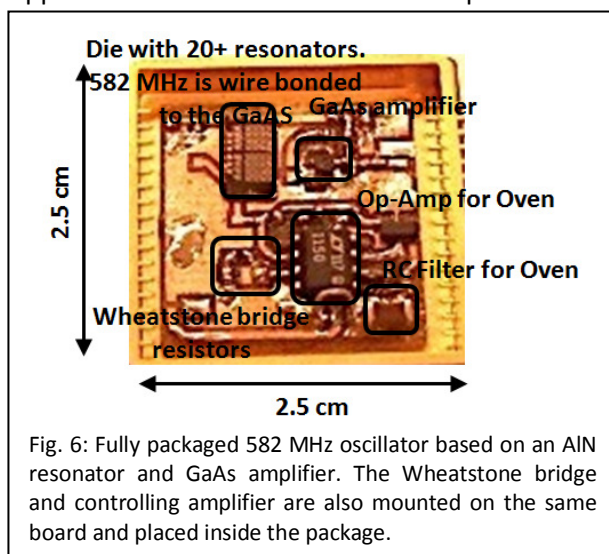 Die with 20+ resonators.
582 MHz is wire bonded
to the GaAS
GaAs amplifier
Op-Amp for Oven
1150
RC Filter for Oven
Wheatstone bridge
resistors
2.5 cm
2.5 cm
Fig. 6: Fully packaged 582 MHz oscillator based on an AlN
resonator and GaAs amplifier. The Wheatstone bridge
and controlling amplifier are also mounted on the same
board and placed inside the package.